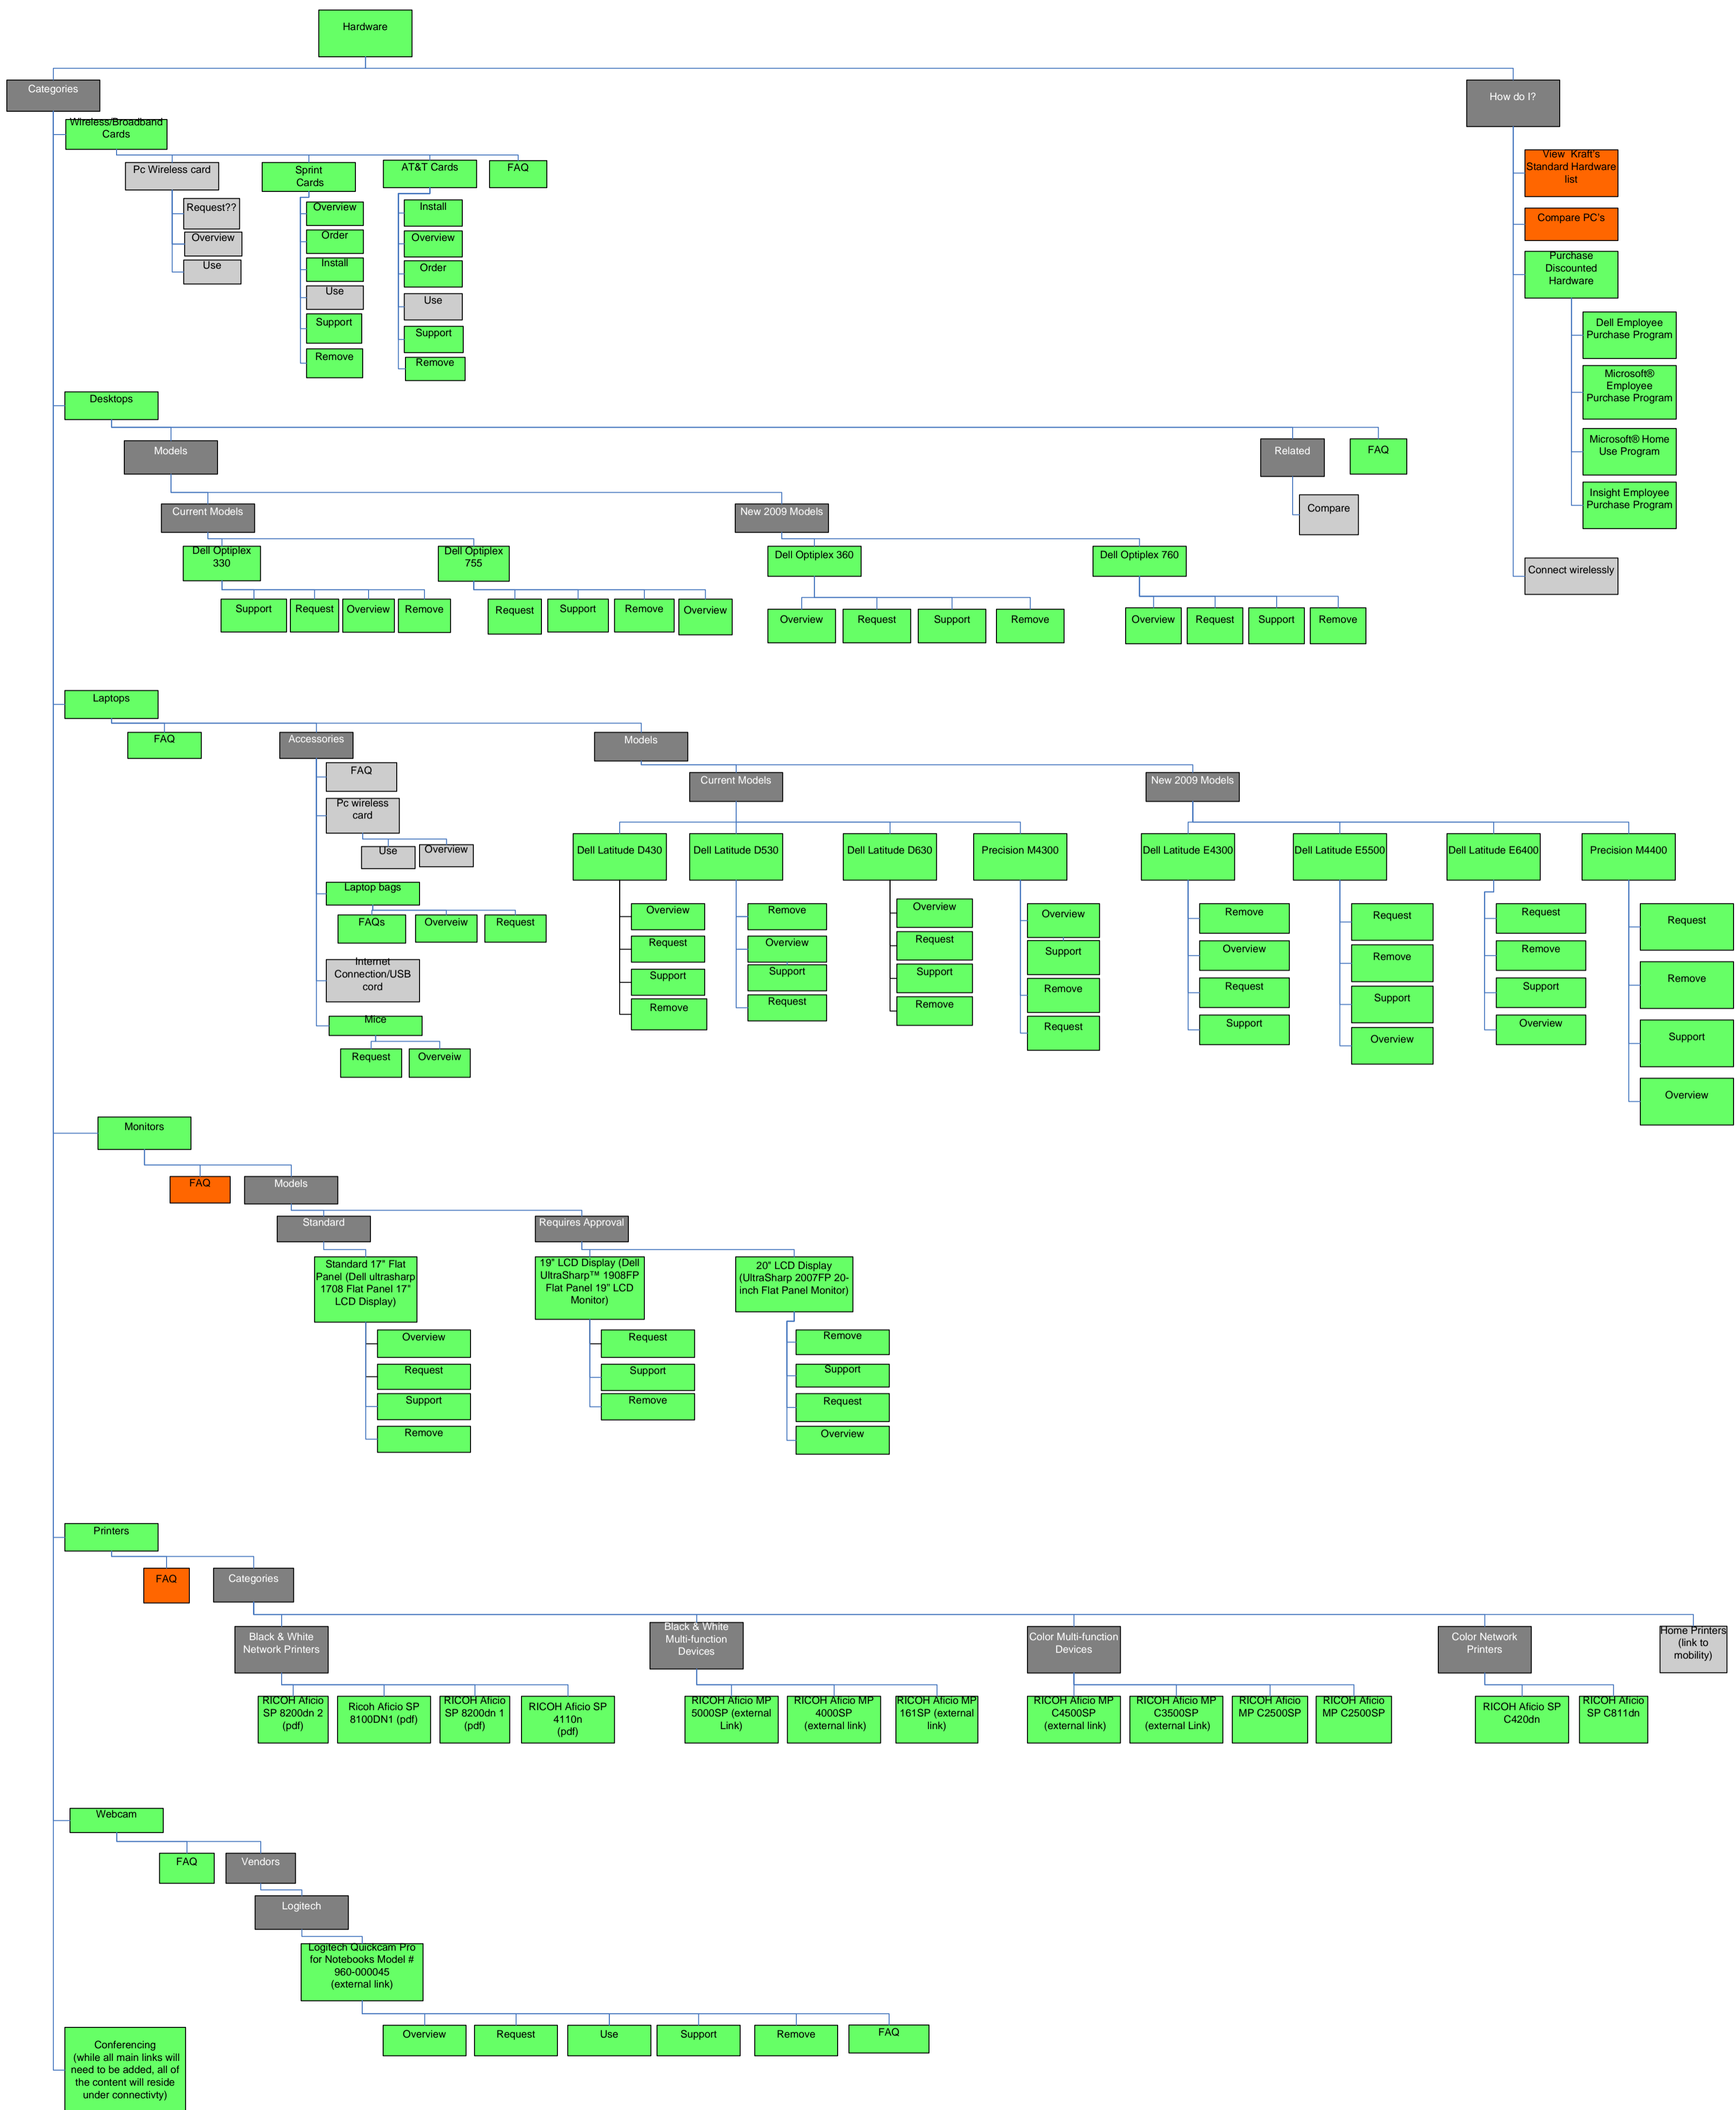 Hardware
Categories
How do I?
Wireless/Broadband
Cards
Pc Wireless card
Request??
Overview
Use
Sprint
Cards
Overview
Order
Install
Use
Support
Remove
AT&T Cards
Install
Overview
Order
Use
Support
Remove
FAQ
View Kraft's
Standard Hardware
list
Compare PC's
Purchase
Discounted
Hardware
Dell Employee
Purchase Program
Microsoft®
Employee
Purchase Program
Microsoft® Home
Use Program
Insight Employee
Purchase Program
Connect wirelessly
Desktops
Models
Related
FAQ
Compare
Current Models
New 2009 Models
Dell Optiplex
330
Dell Optiplex
755
Dell Optiplex 360
Dell Optiplex 760
Support
Request
Overview
Remove
Request
Support
Remove
Overview
Overview
Request
Support
Remove
Overview
Request
Support
Remove
Laptops
FAQ
Accessories
Models
FAQ
Pc wireless
card
Use
Overview
Laptop bags
FAQs
Overveiw
Request
Internet
Connection/USB
cord
Mice
Request
Overveiw
Current Models
New 2009 Models
Dell Latitude D430
Overview
Request
Support
Remove
Dell Latitude D530
Remove
Overview
Support
Request
Dell Latitude D630
Overview
Request
Support
Remove
Precision M4300
Overview
Support
Remove
Request
Dell Latitude E4300
Remove
Overview
Request
Support
Dell Latitude E5500
Request
Remove
Support
Overview
Dell Latitude E6400
Request
Remove
Support
Overview
Precision M4400
Request
Remove
Support
Overview
Monitors
FAQ
Models
Standard
Requires Approval
Standard 17" Flat
Panel (Dell ultrasharp
1708 Flat Panel 17"
LCD Display)
Overview
Request
Support
Remove
19" LCD Display (Dell
UltraSharp™ 1908FP
Flat Panel 19" LCD
Monitor)
Request
Support
Remove
20" LCD Display
(UltraSharp 2007FP 20-
inch Flat Panel Monitor)
Remove
Support
Request
Overview
Printers
FAQ
Categories
Black & White
Network Printers
Black & White
Multi-function
Devices
Color Multi-function
Devices
Color Network
Printers
Home Printers
(link to
mobility)
RICOH Aficio
SP 8200dn 2
(pdf)
Ricoh Aficio SP
8100DN1 (pdf)
RICOH Aficio
SP 8200dn 1
(pdf)
RICOH Aficio SP
4110n
(pdf)
RICOH Aficio MP
5000SP (external
Link)
RICOH Aficio MP
4000SP
(external link)
RICOH Aficio MP
161SP (external
link)
RICOH Aficio MP
C4500SP
(external link)
RICOH Aficio MP
C3500SP
(external Link)
RICOH Aficio
MP C2500SP
RICOH Aficio
MP C2500SP
RICOH Aficio SP
C420dn
RICOH Aficio
SP C811dn
Webcam
FAQ
Vendors
Logitech
Logitech Quickcam Pro
for Notebooks Model #
960-000045
(external link)
Overview
Request
Use
Support
Remove
FAQ
Conferencing
(while all main links will
need to be added, all of
the content will reside
under connectivty)